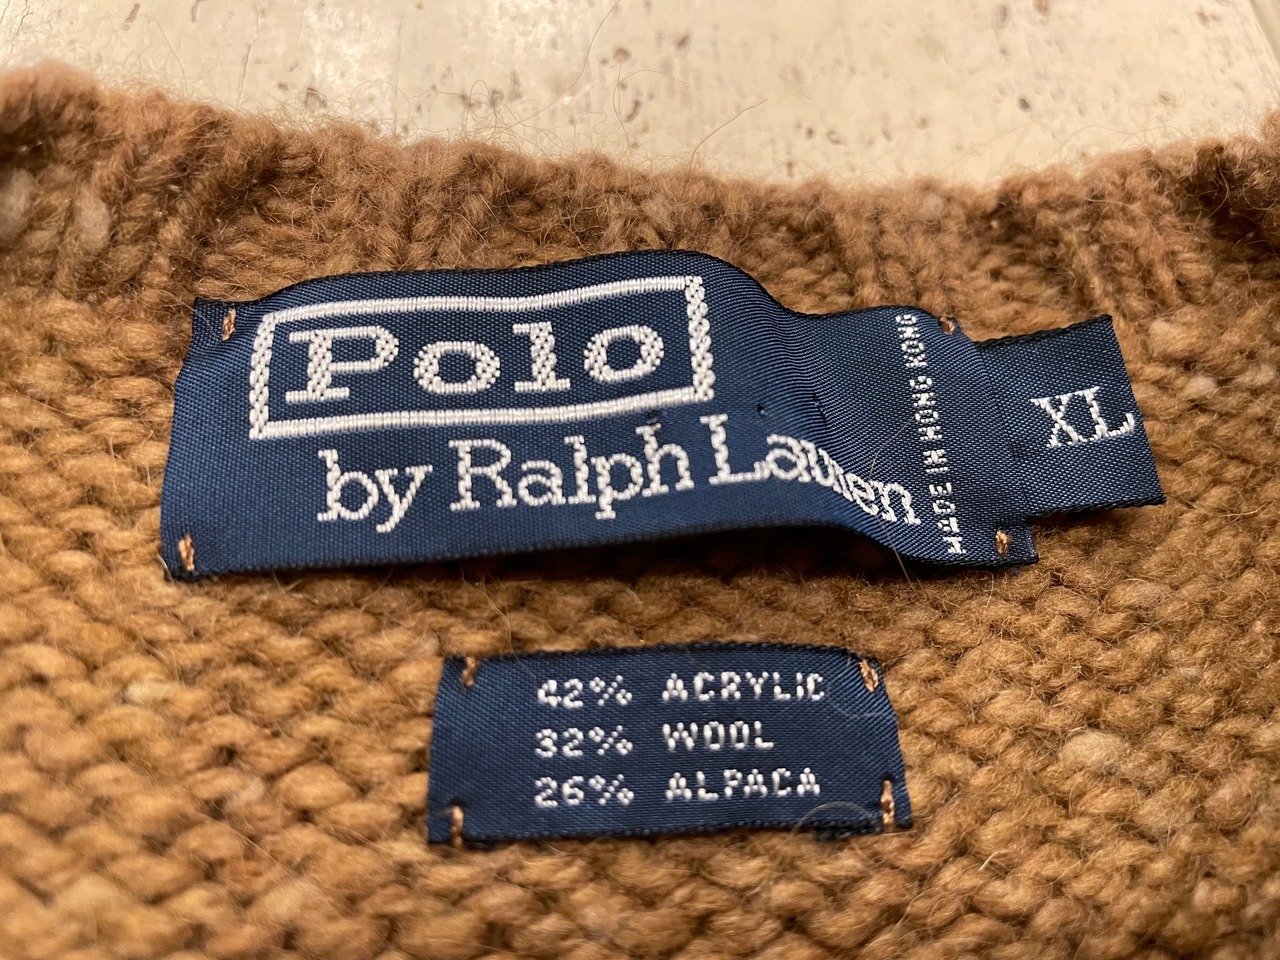 Polo
by Ralph Lauren
MADE IN HONG KONG
XL
42% ACRYLIC
32% WOOL
26% ALPACA